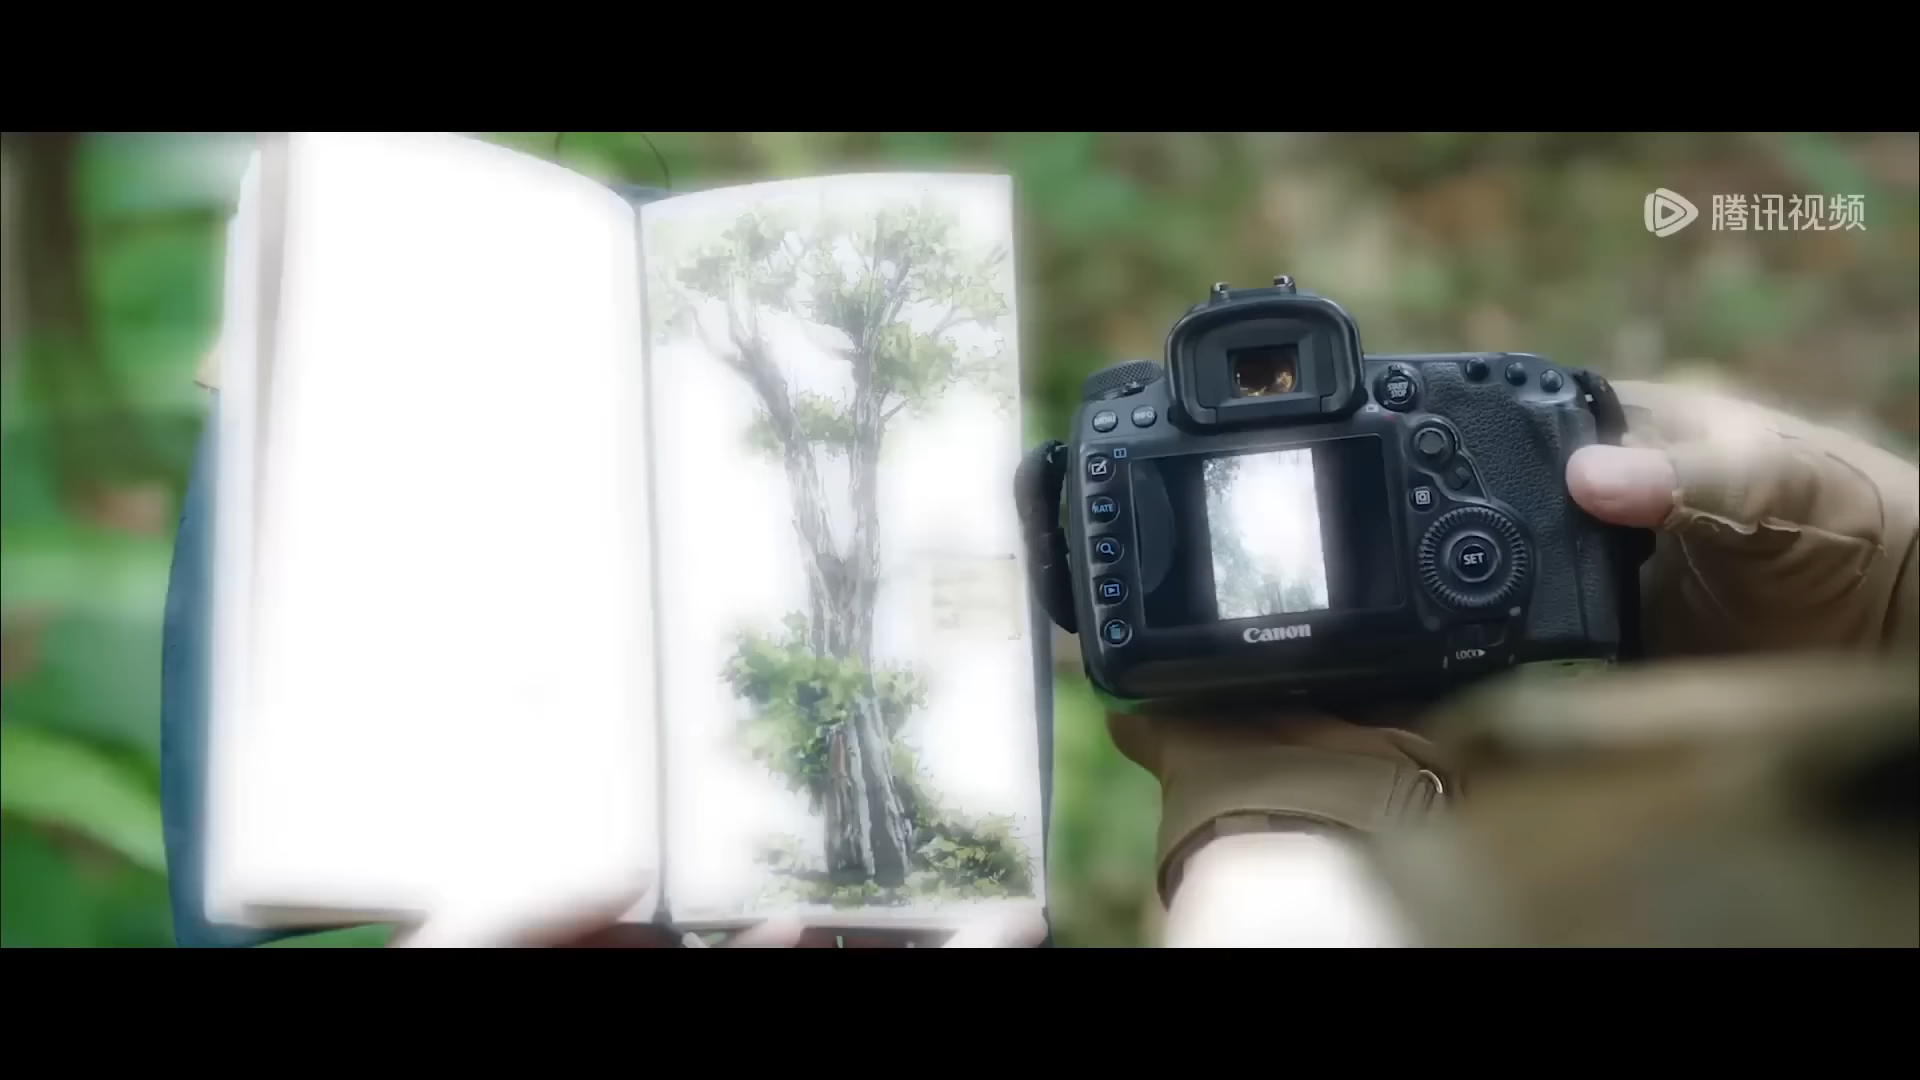 腾讯视频
START/
STOP
MENU
INFO.
RATE
SET
Canon
LOCK▶